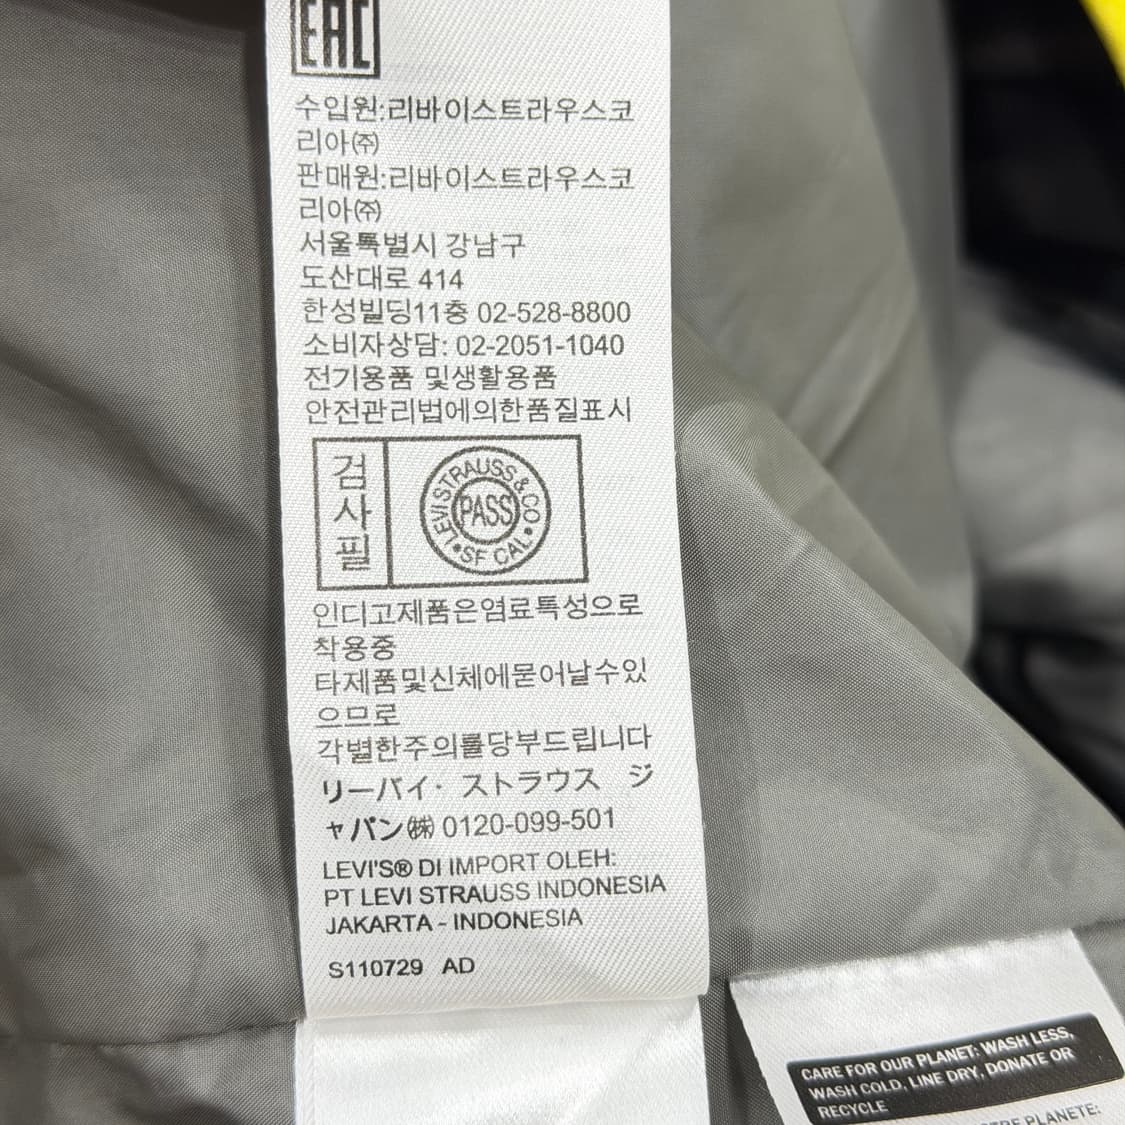 EAC
수입원:리바이스트라우스코
리아㈜
판매원:리바이스트라우스코
리아㈜
서울특별시 강남구
도산대로 414
한성빌딩11층 02-528-8800
소비자상담: 02-2051-1040
전기용품 및생활용품
안전관리법에의한품질표시
검
사
필
LEVI STRAUSS & CO
PASS
•SF CAL•
인디고제품은염료특성으로
착용중
타제품및신체에묻어날수있
으므로
각별한주의를당부드립니다
リーバイ・ストラウス　ジ
ャパン㈱ 0120-099-501
LEVI'S® DI IMPORT OLEH:
PT LEVI STRAUSS INDONESIA
JAKARTA - INDONESIA
S110729 AD
CARE FOR OUR PLANET: WASH LESS,
WASH COLD, LINE DRY, DONATE OR
RECYCLE
PLANETE: